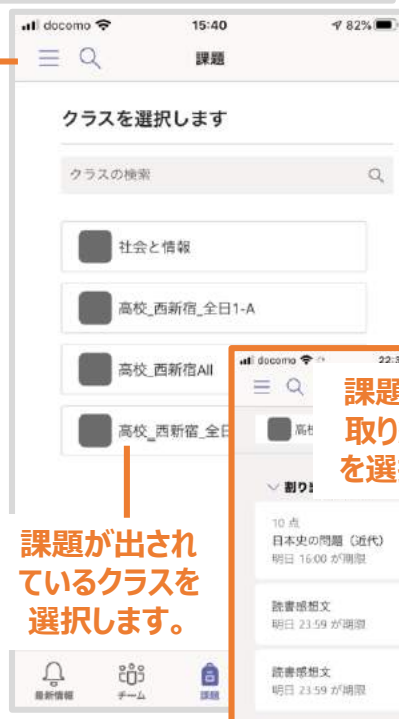 docomo 15:40 82%
課題
クラスを選択します
クラスの検索
社会と情報
高校_西新宿_全日1-A
高校_西新宿All
高校_西新宿_全日
課題が出され
ているクラスを
選択します。
最新情報 チーム 課題
docomo 22:3
課題
取り
を選
高校
割り
10 点
日本史の問題（近代）
明日 16:00 が期限
読書感想文
明日 23:59 が期限
読書感想文
明日 23:59 が期限